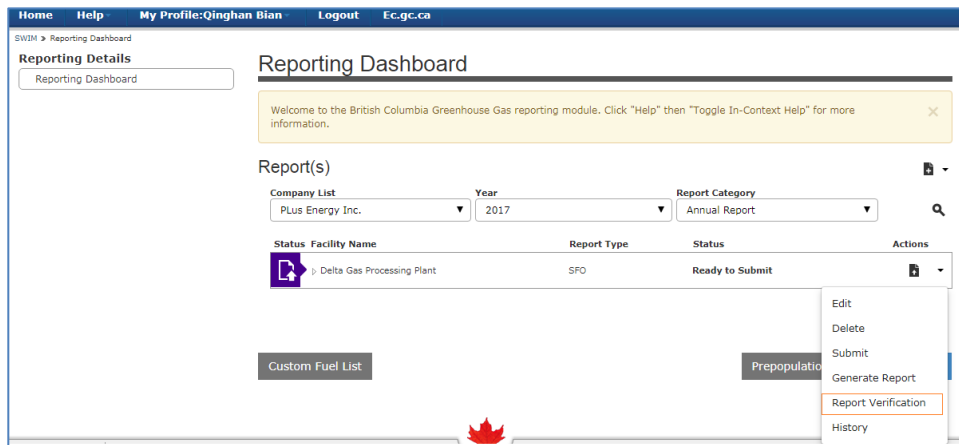 Home Help My Profile:Qinghan Bian Logout Ec.gc.ca
SWIM > Reporting Dashboard
Reporting Details
Reporting Dashboard
Reporting Dashboard
Welcome to the British Columbia Greenhouse Gas reporting module. Click "Help" then "Toggle In-Context Help" for more
information.
×
Report(s)
Company List Year Report Category
PLus Energy Inc. 2017 Annual Report
Status Facility Name Report Type Status Actions
Delta Gas Processing Plant SFO Ready to Submit
Edit
Delete
Submit
Generate Report
Report Verification
History
Custom Fuel List
Prepopulatio